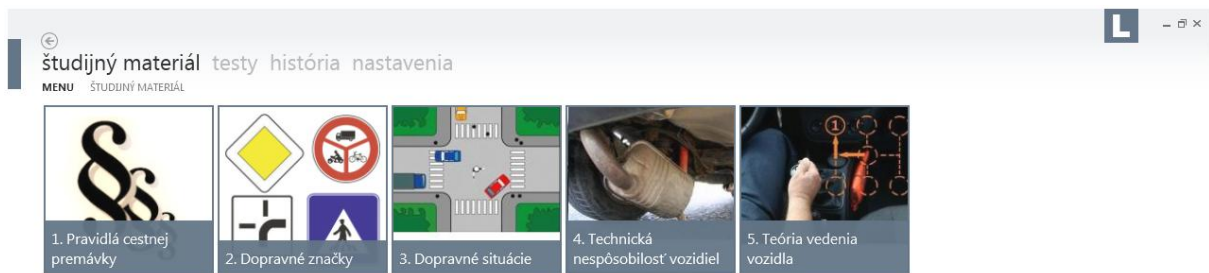 L
študijný materiál testy história nastavenia
MENU ŠTUDIJNÝ MATERIÁL
1. Pravidlá cestnej
premávky
2. Dopravné značky
3. Dopravné situácie
4. Technická
nespôsobilosť vozidiel
1
5. Teória vedenia
vozidla